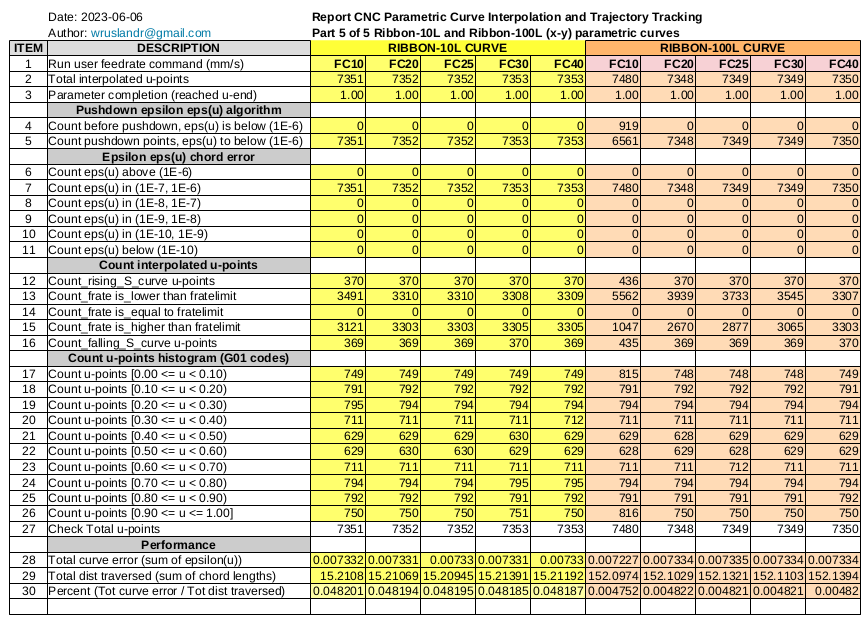 Date: 2023-06-06 Report CNC Parametric Curve Interpolation and Trajectory Tracking
Author: wruslandr@gmail.com Part 5 of 5 Ribbon-10L and Ribbon-100L (x-y) parametric curves
ITEM DESCRIPTION RIBBON-10L CURVE RIBBON-100L CURVE
1 Run user feedrate command (mm/s) FC10 FC20 FC25 FC30 FC40 FC10 FC20 FC25 FC30 FC40
2 Total interpolated u-points 7351 7352 7352 7353 7353 7480 7348 7349 7349 7350
3 Parameter completion (reached u-end) 1.00 1.00 1.00 1.00 1.00 1.00 1.00 1.00 1.00 1.00
Pushdown epsilon eps(u) algorithm
4 Count before pushdown, eps(u) is below (1E-6) 0 0 0 0 0 919 0 0 0 0
5 Count pushdown points, eps(u) to below (1E-6) 7351 7352 7352 7353 7353 6561 7348 7349 7349 7350
Epsilon eps(u) chord error
6 Count eps(u) above (1E-6) 0 0 0 0 0 0 0 0 0 0
7 Count eps(u) in (1E-7, 1E-6) 7351 7352 7352 7353 7353 7480 7348 7349 7349 7350
8 Count eps(u) in (1E-8, 1E-7) 0 0 0 0 0 0 0 0 0 0
9 Count eps(u) in (1E-9, 1E-8) 0 0 0 0 0 0 0 0 0 0
10 Count eps(u) in (1E-10, 1E-9) 0 0 0 0 0 0 0 0 0 0
11 Count eps(u) below (1E-10) 0 0 0 0 0 0 0 0 0 0
Count interpolated u-points
12 Count_rising_S_curve u-points 370 370 370 370 370 436 370 370 370 370
13 Count_frate is_lower than fratelimit 3491 3310 3310 3308 3309 5562 3939 3733 3545 3307
14 Count_frate is_equal to fratelimit 0 0 0 0 0 0 0 0 0 0
15 Count_frate is_higher than fratelimit 3121 3303 3303 3305 3305 1047 2670 2877 3065 3303
16 Count_falling_S_curve u-points 369 369 369 370 369 435 369 369 369 370
Count u-points histogram (G01 codes)
17 Count u-points [0.00 <= u < 0.10) 749 749 749 749 749 815 748 748 748 749
18 Count u-points [0.10 <= u < 0.20) 791 792 792 790 792 791 792 792 792 791
19 Count u-points [0.20 <= u < 0.30) 795 794 794 794 794 794 794 794 794 794
20 Count u-points [0.30 <= u < 0.40) 711 711 711 711 712 712 711 711 711 711
21 Count u-points [0.40 <= u < 0.50) 629 629 629 630 629 629 628 629 629 629
22 Count u-points [0.50 <= u < 0.60) 629 630 630 629 629 628 629 628 629 629
23 Count u-points [0.60 <= u < 0.70) 711 711 711 711 711 711 711 712 711 711
24 Count u-points [0.70 <= u < 0.80) 794 794 794 795 795 794 794 794 794 794
25 Count u-points [0.80 <= u < 0.90) 792 792 792 791 792 791 791 791 791 792
26 Count u-points [0.90 <= u <= 1.00] 750 750 750 751 750 816 750 750 750 750
27 Check Total u-points 7351 7352 7352 7353 7353 7480 7348 7349 7349 7350
Performance
28 Total curve error (sum of epsilon(u)) 0.007332 0.007331 0.00733 0.007331 0.00733 0.007227 0.007334 0.007335 0.007334 0.007334
29 Total dist traversed (sum of chord lengths) 15.2108 15.21069 15.20945 15.21391 15.21192 152.0974 152.1029 152.1321 152.1103 152.1394
30 Percent (Tot curve error / Tot dist traversed) 0.048201 0.048194 0.048195 0.048185 0.048187 0.004752 0.004822 0.004821 0.004821 0.00482